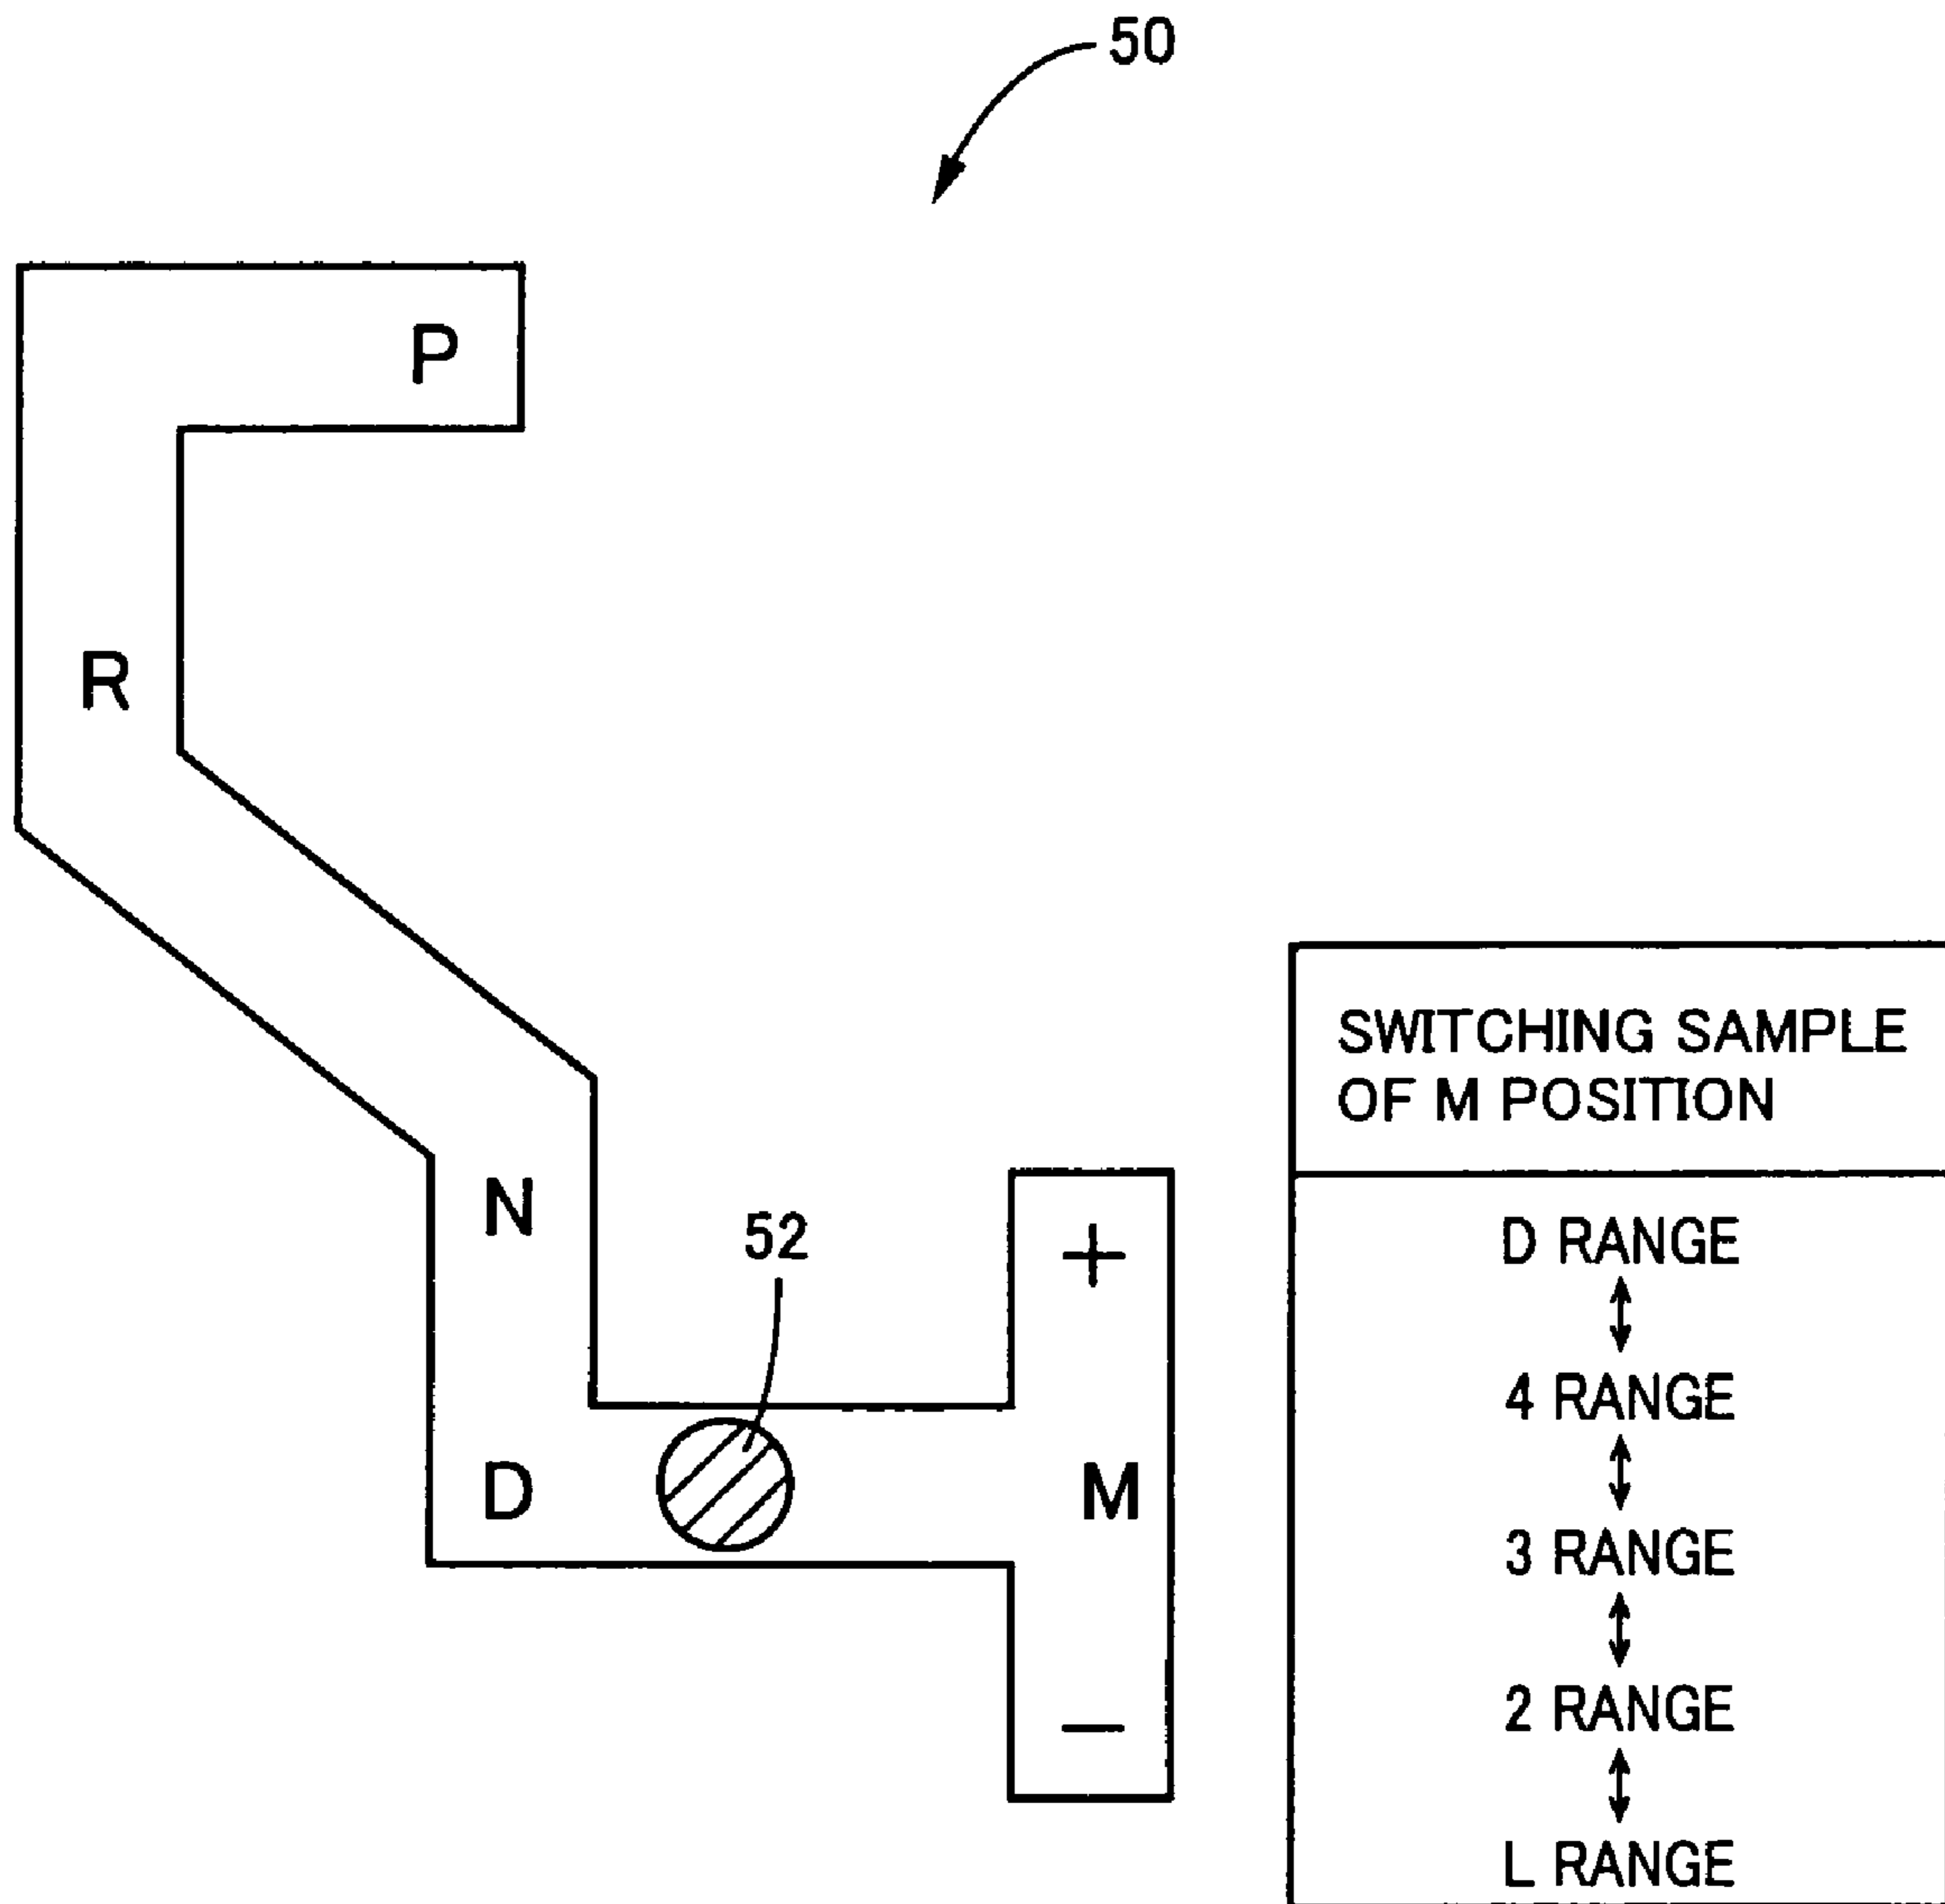 50
P
R
N
52
+
D
M
−
SWITCHING SAMPLE
OF M POSITION
D RANGE
4 RANGE
3 RANGE
2 RANGE
L RANGE